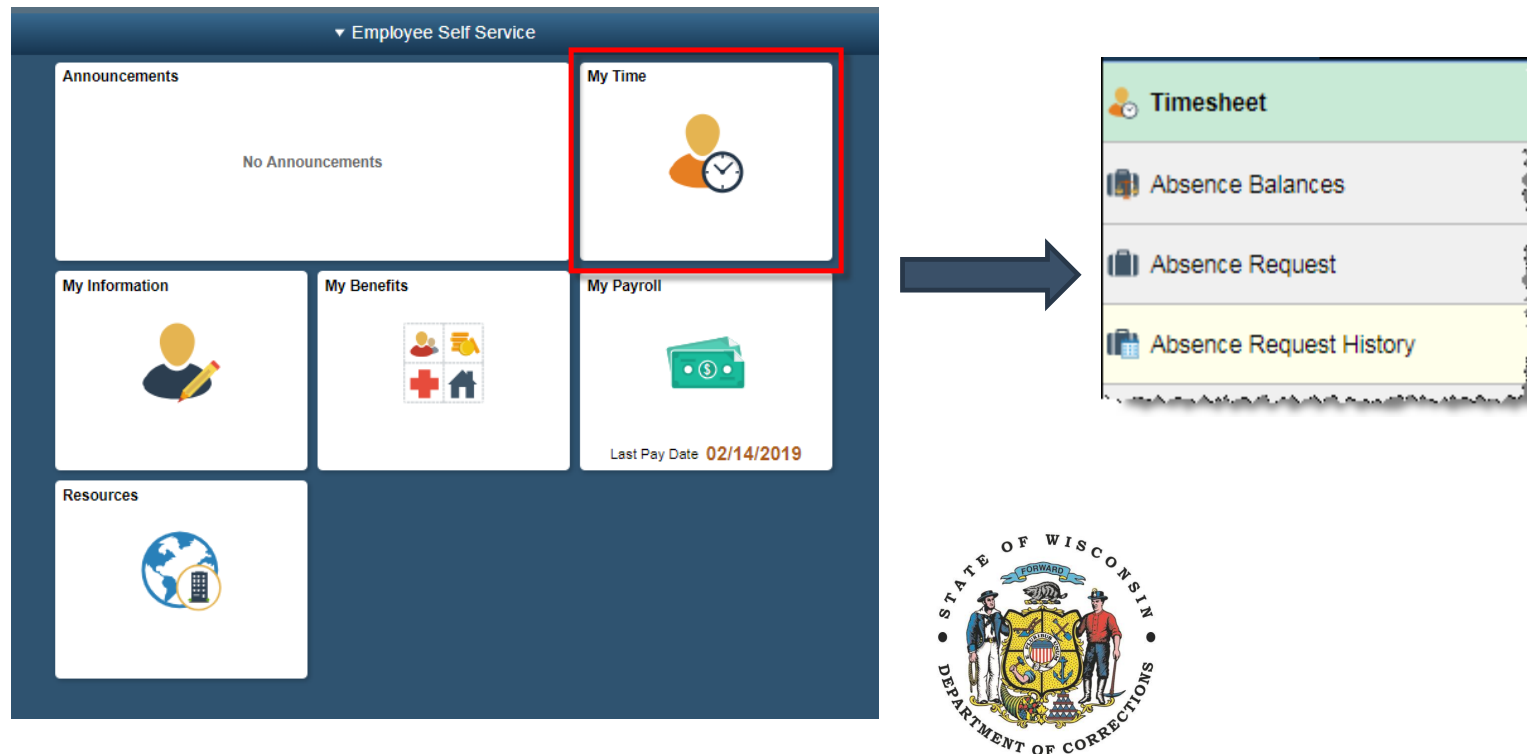 Employee Self Service
Announcements
No Announcements
My Time
My Information
My Benefits
My Payroll
Last Pay Date 02/14/2019
Resources
Timesheet
Absence Balances
Absence Request
Absence Request History
STATE OF WISCONSIN
FORWARD
DEPARTMENT OF CORRECTIONS